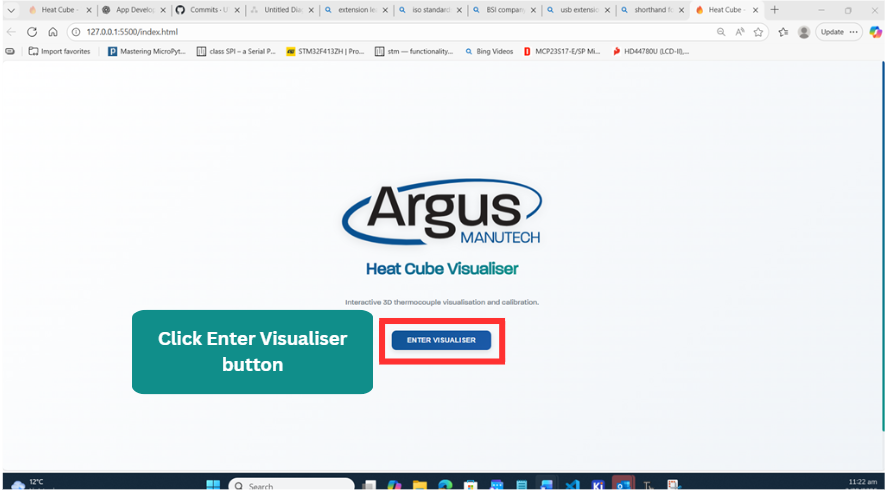 Heat Cube -
App Develo
Commits - U
Untitled Dia
extension le
iso standard
BSI compan
usb extensio
shorthand fo
Heat Cube -
127.0.0.1:5500/index.html
Update
Import favorites
Mastering MicroPyt...
class SPI – a Serial P...
STM32F413ZH | Pro...
stm — functionality...
Bing Videos
MCP23S17-E/SP Mi...
HD44780U (LCD-II),...
Argus
MANUTECH
Heat Cube Visualiser
Interactive 3D thermocouple visualisation and calibration.
Click Enter Visualiser
button
ENTER VISUALISER
12°C
Search
11:22 am